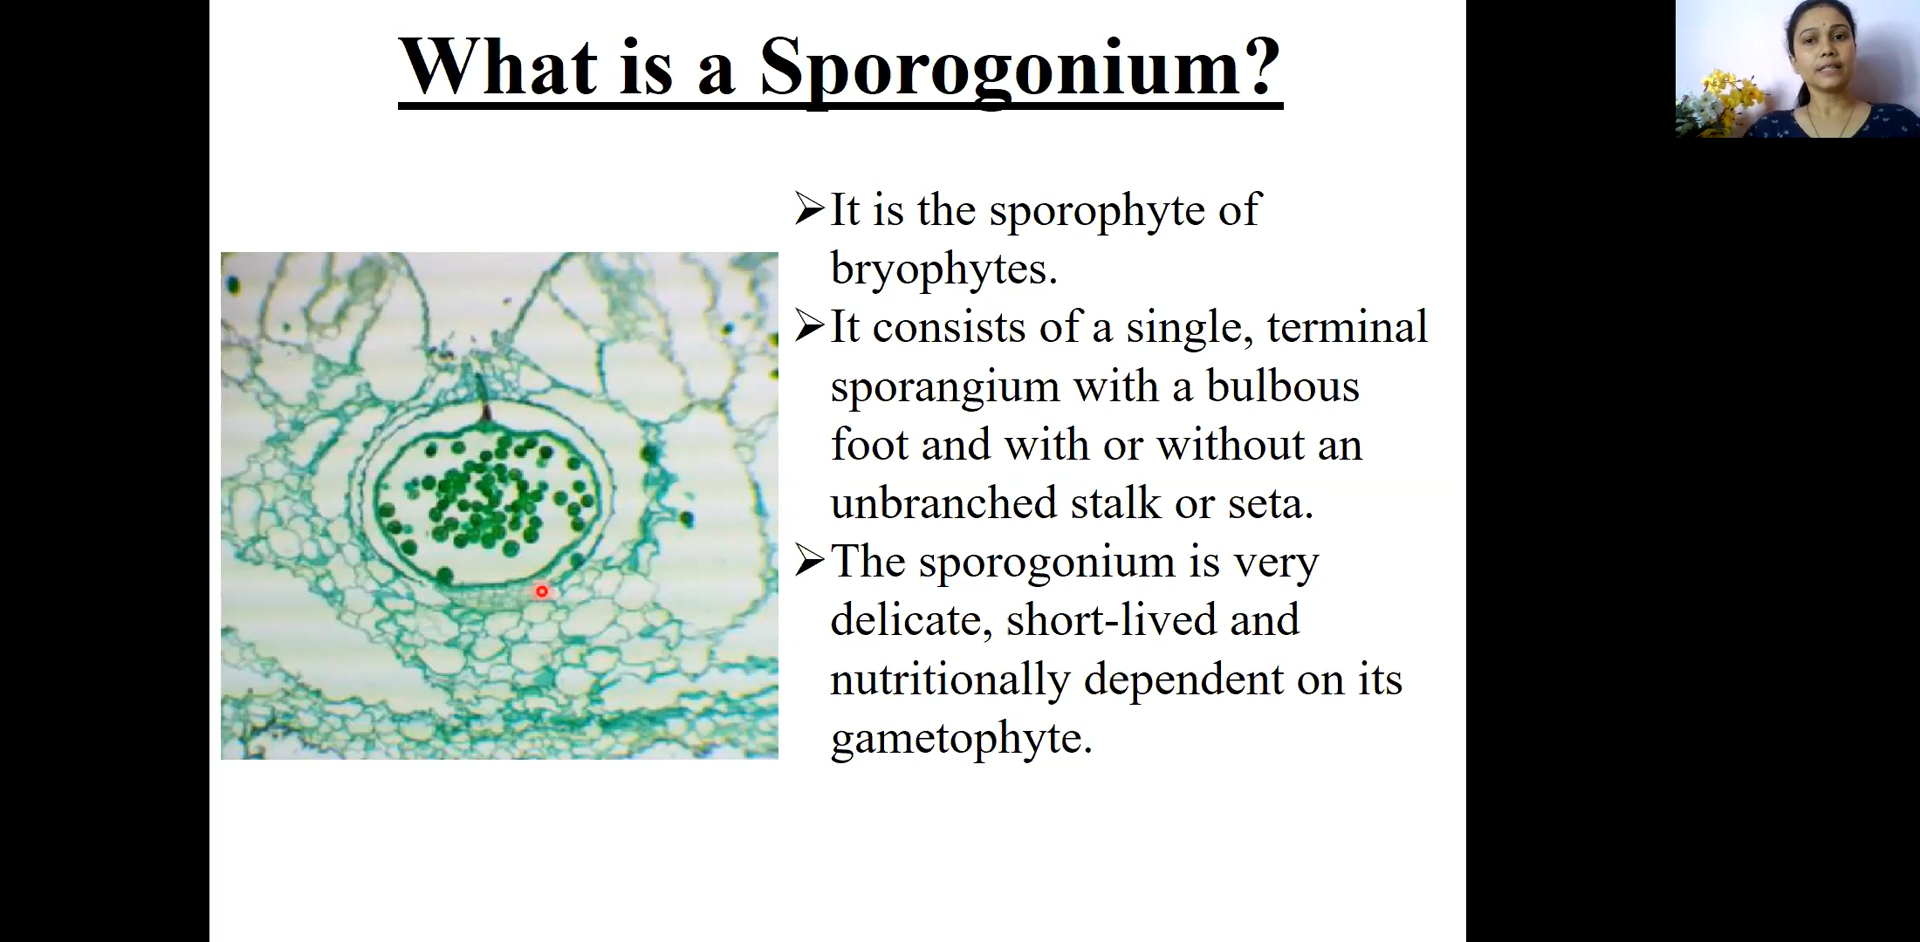 What is a Sporogonium?
➢It is the sporophyte of
bryophytes.
➢It consists of a single, terminal
sporangium with a bulbous
foot and with or without an
unbranched stalk or seta.
➢The sporogonium is very
delicate, short-lived and
nutritionally dependent on its
gametophyte.